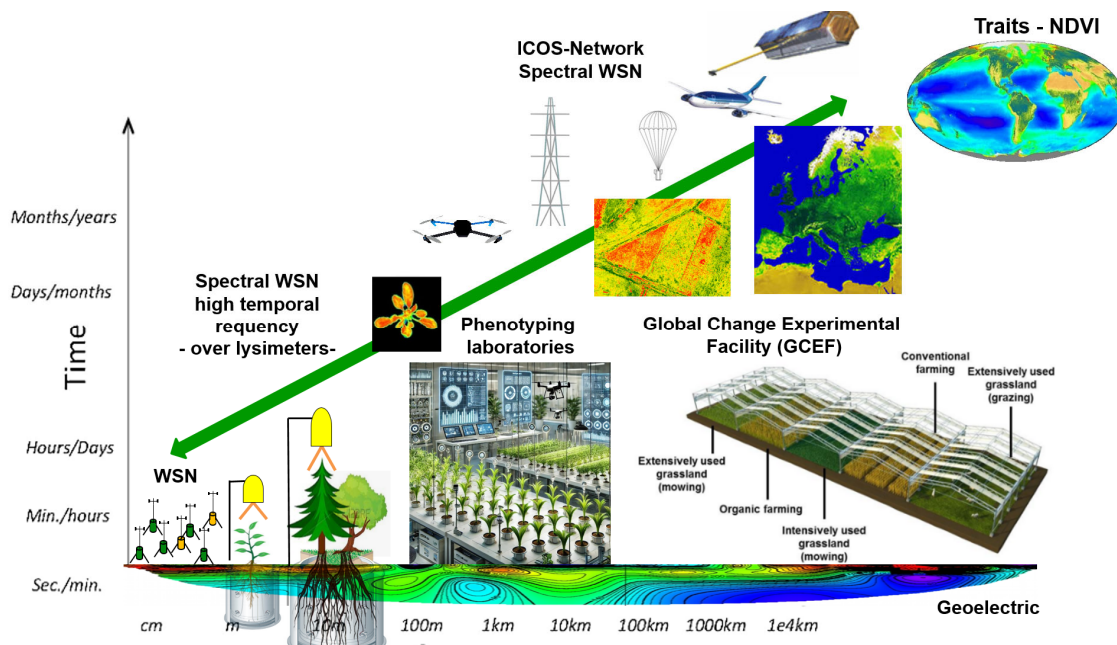 Traits - NDVI
ICOS-Network
Spectral WSN
Months/years
Days/months
Time
Hours/Days
Min./hours
Sec./min.
Spectral WSN
high temporal
requency
- over lysimeters-
WSN
Phenotyping
laboratories
Global Change Experimental
Facility (GCEF)
Conventional
farming
Extensively used
grassland
(grazing)
Extensively used
grassland
(mowing)
Organic farming
Intensively used
grassland
(mowing)
Geoelectric
cm
m
10m
100m
1km
10km
100km
1000km
1e4km